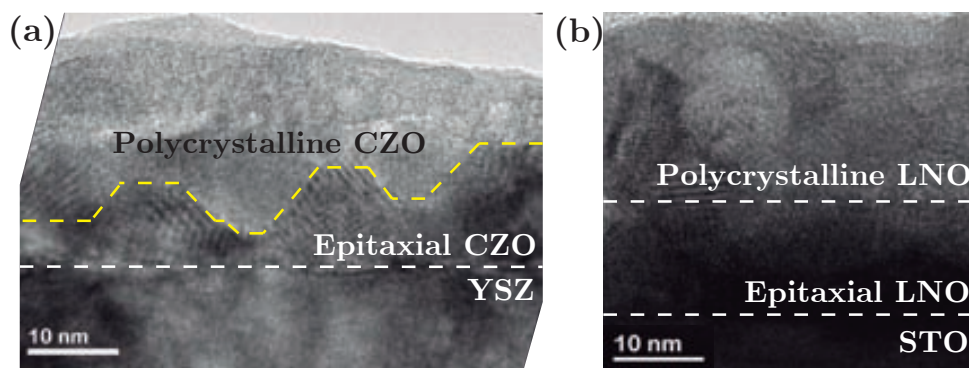 (a)
Polycrystalline CZO
Epitaxial CZO
YSZ
10 nm
(b)
Polycrystalline LNO
Epitaxial LNO
STO
10 nm